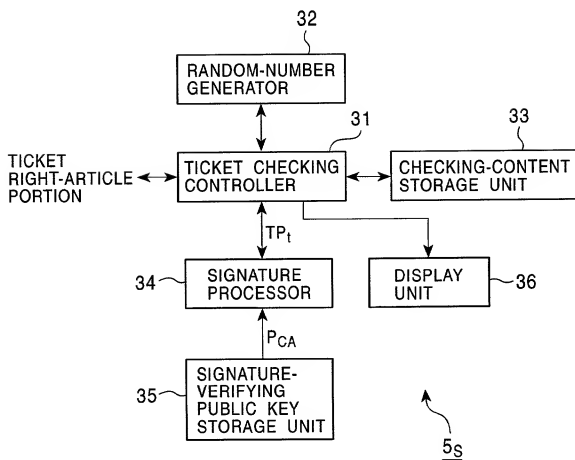 32
RANDOM-NUMBER
GENERATOR
31
33
TICKET
RIGHT-ARTICLE
PORTION
TICKET CHECKING
CONTROLLER
CHECKING-CONTENT
STORAGE UNIT
TPt
34
SIGNATURE
PROCESSOR
DISPLAY
UNIT
36
PCA
35
SIGNATURE-
VERIFYING
PUBLIC KEY
STORAGE UNIT
5S